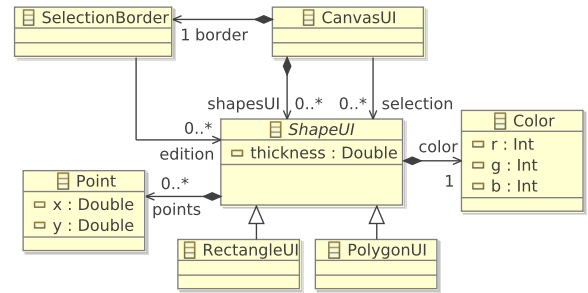 SelectionBorder
CanvasUI
1 border
shapesUI 0..* 0..* selection
0..*
edition
ShapeUI
thickness : Double
color
1
Color
r : Int
g : Int
b : Int
Point
x : Double
y : Double
0..*
points
RectangleUI
PolygonUI